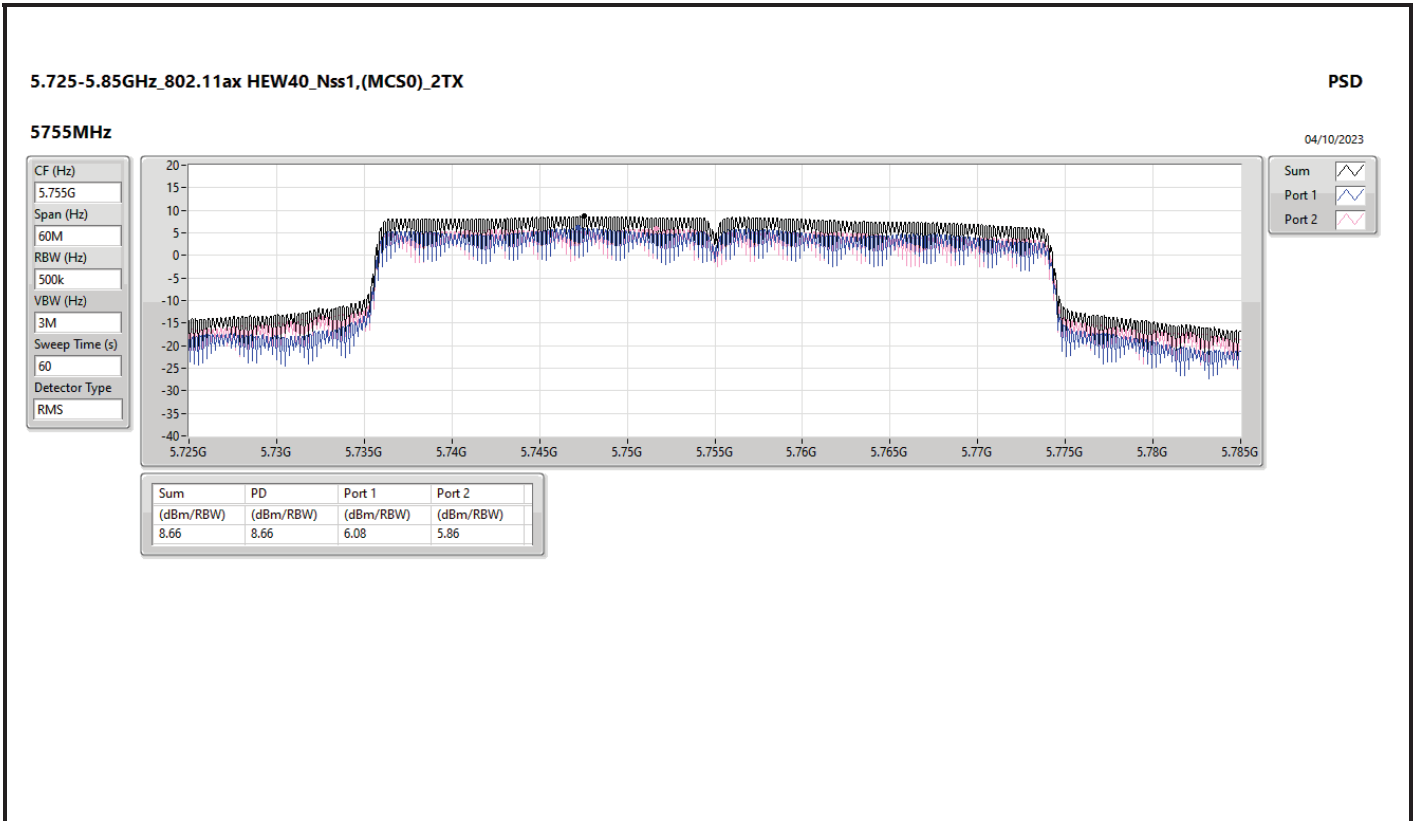 5.725-5.85GHz_802.11ax HEW40_Nss1,(MCS0)_2TX
PSD
5755MHz
04/10/2023
CF (Hz)
5.755G
Span (Hz)
60M
RBW (Hz)
500k
VBW (Hz)
3M
Sweep Time (s)
60
Detector Type
RMS
20
15
10
5
0
-5
-10
-15
-20
-25
-30
-35
-40
5.725G 5.73G 5.735G 5.74G 5.745G 5.75G 5.755G 5.76G 5.765G 5.77G 5.775G 5.78G 5.785G
Sum
Port 1
Port 2
Sum PD Port 1 Port 2
(dBm/RBW) (dBm/RBW) (dBm/RBW) (dBm/RBW)
8.66 8.66 6.08 5.86